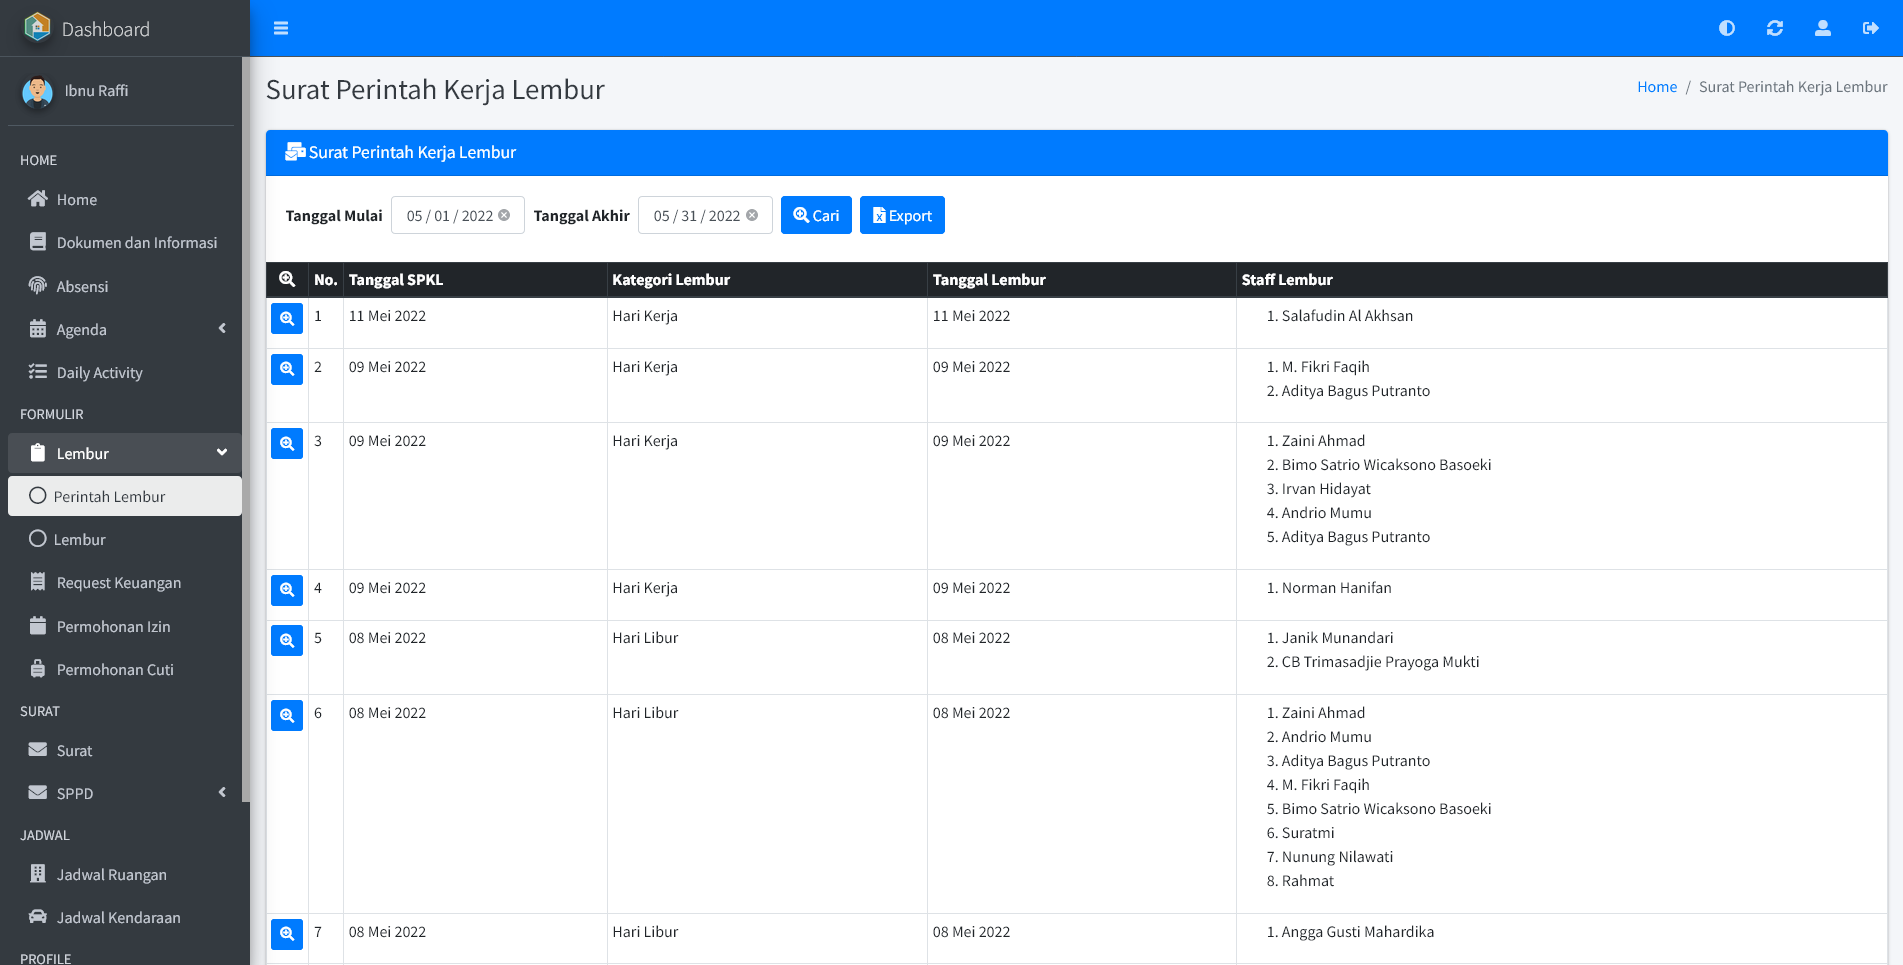 Dashboard
Ibnu Raffi
HOME
Home
Dokumen dan Informasi
Absensi
Agenda
Daily Activity
FORMULIR
Lembur
Perintah Lembur
Lembur
Request Keuangan
Permohonan Izin
Permohonan Cuti
SURAT
Surat
SPPD
JADWAL
Jadwal Ruangan
Jadwal Kendaraan
PROFILE
Surat Perintah Kerja Lembur
Home / Surat Perintah Kerja Lembur
Surat Perintah Kerja Lembur
Tanggal Mulai 05 / 01 / 2022 Tanggal Akhir 05 / 31 / 2022 Cari Export
No. Tanggal SPKL Kategori Lembur Tanggal Lembur Staff Lembur
1 11 Mei 2022 Hari Kerja 11 Mei 2022 1. Salafudin Al Akhsan
2 09 Mei 2022 Hari Kerja 09 Mei 2022 1. M. Fikri Faqih
2. Aditya Bagus Putranto
3 09 Mei 2022 Hari Kerja 09 Mei 2022 1. Zaini Ahmad
2. Bimo Satrio Wicaksono Basoeki
3. Irvan Hidayat
4. Andrio Mumu
5. Aditya Bagus Putranto
4 09 Mei 2022 Hari Kerja 09 Mei 2022 1. Norman Hanifan
5 08 Mei 2022 Hari Libur 08 Mei 2022 1. Janik Munandari
2. CB Trimasadjie Prayoga Mukti
6 08 Mei 2022 Hari Libur 08 Mei 2022 1. Zaini Ahmad
2. Andrio Mumu
3. Aditya Bagus Putranto
4. M. Fikri Faqih
5. Bimo Satrio Wicaksono Basoeki
6. Suratmi
7. Nunung Nilawati
8. Rahmat
7 08 Mei 2022 Hari Libur 08 Mei 2022 1. Angga Gusti Mahardika